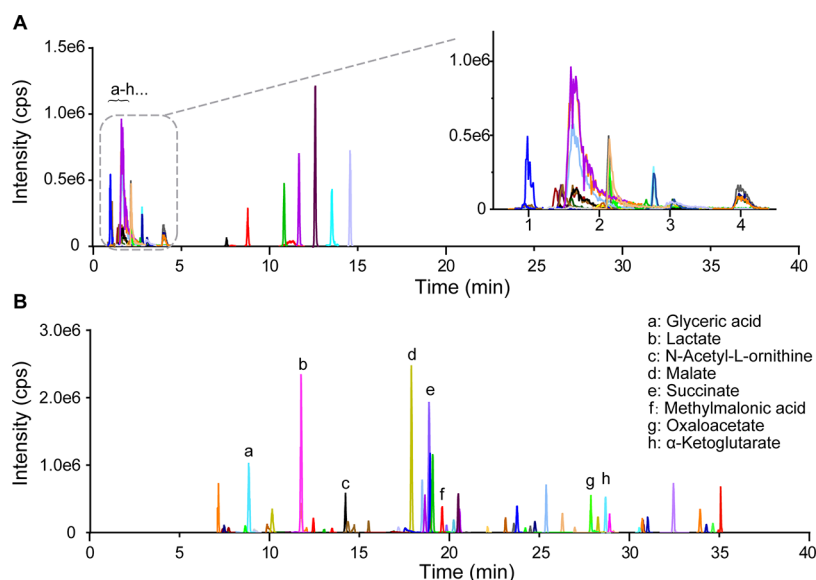 A
Intensity (cps)
1.5e6
1.0e6
0.5e6
0
a-h...
1.0e6
0.5e6
0
1 2 3 4
0 5 10 15 20 25 30 35 40
Time (min)
B
Intensity (cps)
3.0e6
2.0e6
1.0e6
0
a
b
c
d
e
f
g
h
a: Glyceric acid
b: Lactate
c: N-Acetyl-L-ornithine
d: Malate
e: Succinate
f: Methylmalonic acid
g: Oxaloacetate
h: α-Ketoglutarate
0 5 10 15 20 25 30 35 40
Time (min)